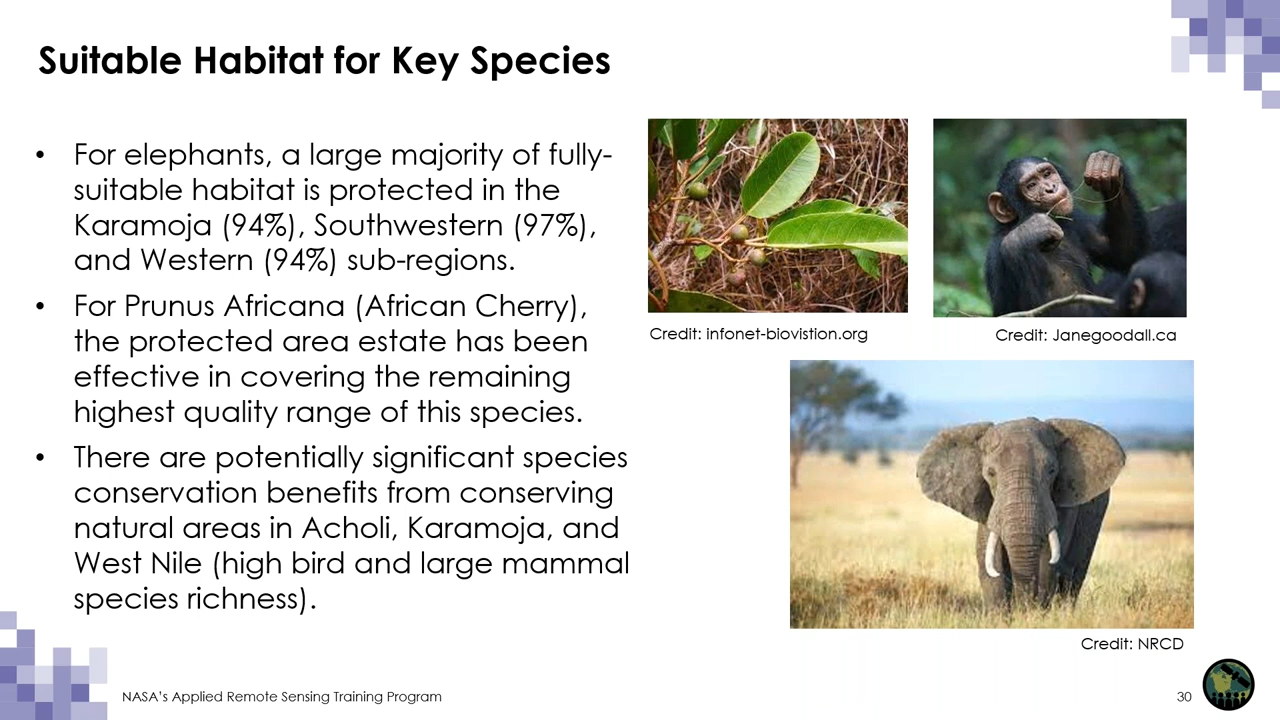 Suitable Habitat for Key Species
• For elephants, a large majority of fully-
suitable habitat is protected in the
Karamoja (94%), Southwestern (97%),
and Western (94%) sub-regions.
• For Prunus Africana (African Cherry),
the protected area estate has been
effective in covering the remaining
highest quality range of this species.
• There are potentially significant species
conservation benefits from conserving
natural areas in Acholi, Karamoja, and
West Nile (high bird and large mammal
species richness).
Credit: infonet-biovistion.org
Credit: Janegoodall.ca
Credit: NRCD
NASA's Applied Remote Sensing Training Program
30